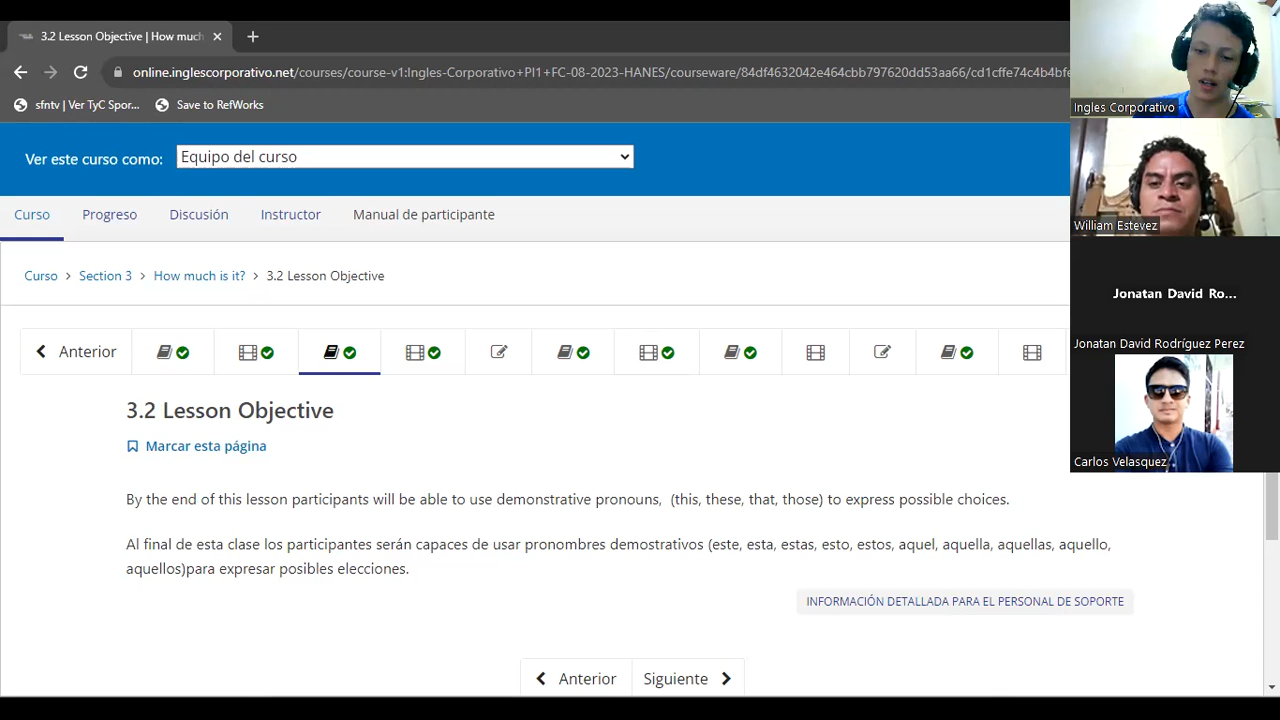 3.2 Lesson Objective | How much
online.inglescorporativo.net/courses/course-v1:Ingles-Corporativo+PI1+FC-08-2023-HANES/courseware/84df4632042e464cbb797620dd53aa66/cd1cffe74c4b4bfe
sfntv | Ver TyC Spor... Save to RefWorks
Ver este curso como: Equipo del curso
Curso Progreso Discusión Instructor Manual de participante
Curso > Section 3 > How much is it? > 3.2 Lesson Objective
Anterior
3.2 Lesson Objective
Marcar esta página
By the end of this lesson participants will be able to use demonstrative pronouns, (this, these, that, those) to express possible choices.
Al final de esta clase los participantes serán capaces de usar pronombres demostrativos (este, esta, estas, esto, estos, aquel, aquella, aquellas, aquello,
aquellos)para expresar posibles elecciones.
INFORMACIÓN DETALLADA PARA EL PERSONAL DE SOPORTE
Anterior Siguiente
Ingles Corporativo
William Estevez
Jonatan David Ro...
Jonatan David Rodríguez Perez
Carlos Velasquez